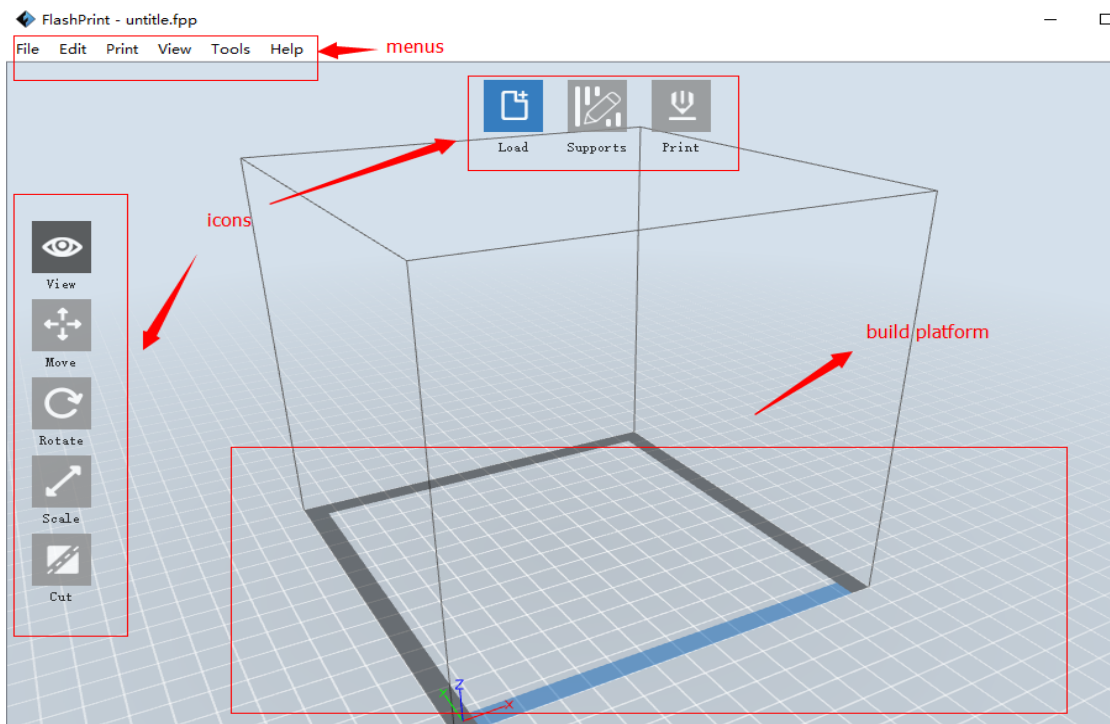 FlashPrint - untitle.fpp
File Edit Print View Tools Help
menus
Load Supports Print
icons
View
Move
build platform
Rotate
Scale
Cut
Y Z X